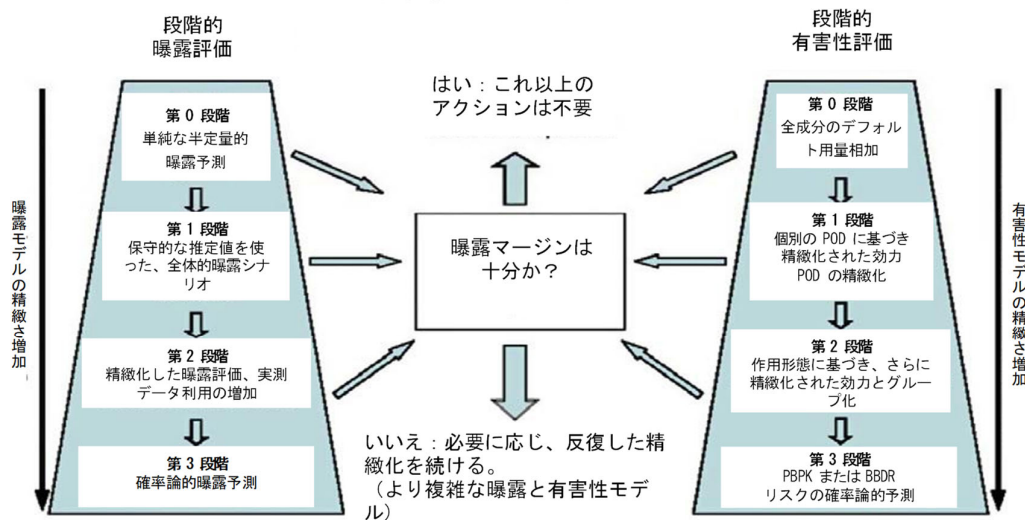 段階的
曝露評価
第 0 段階
単純な半定量的
曝露予測
第 1 段階
保守的な推定値を使
った、全体的曝露シナ
リオ
第 2 段階
精緻化した曝露評価、実測
データ利用の増加
第 3 段階
確率論的曝露予測
曝露モデルの精緻さ増加
はい：これ以上の
アクションは不要
曝露マージンは
十分か？
いいえ：必要に応じ、反復した精
緻化を続ける。
（より複雑な曝露と有害性モデ
ル）
段階的
有害性評価
第 0 段階
全成分のデフォル
ト用量相加
第 1 段階
個別の POD に基づき
精緻化された効力
POD の精緻化
第 2 段階
作用形態に基づき、さらに
精緻化された効力とグループ
化
第 3 段階
PBPK または BBDR
リスクの確率論的予測
有害性モデルの精緻さ増加